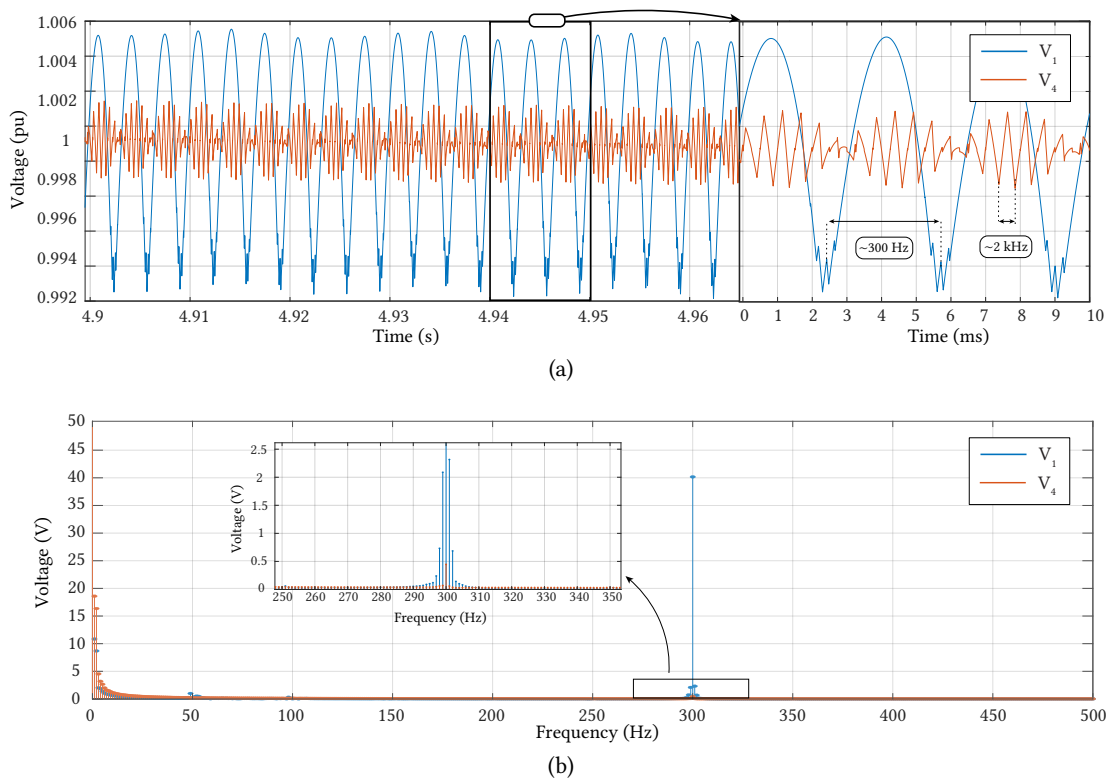 1.006
1.004
1.002
1
0.998
0.996
0.994
0.992
Voltage (pu)
4.9 4.91 4.92 4.93 4.94 4.95 4.96
Time (s)
V1
V4
~300 Hz
~2 kHz
0 1 2 3 4 5 6 7 8 9 10
Time (ms)
(a)
50
45
40
35
30
25
20
15
10
5
0
Voltage (V)
2.5
2
1.5
1
0.5
0
Voltage (V)
250 260 270 280 290 300 310 320 330 340 350
Frequency (Hz)
V1
V4
0 50 100 150 200 250 300 350 400 450 500
Frequency (Hz)
(b)